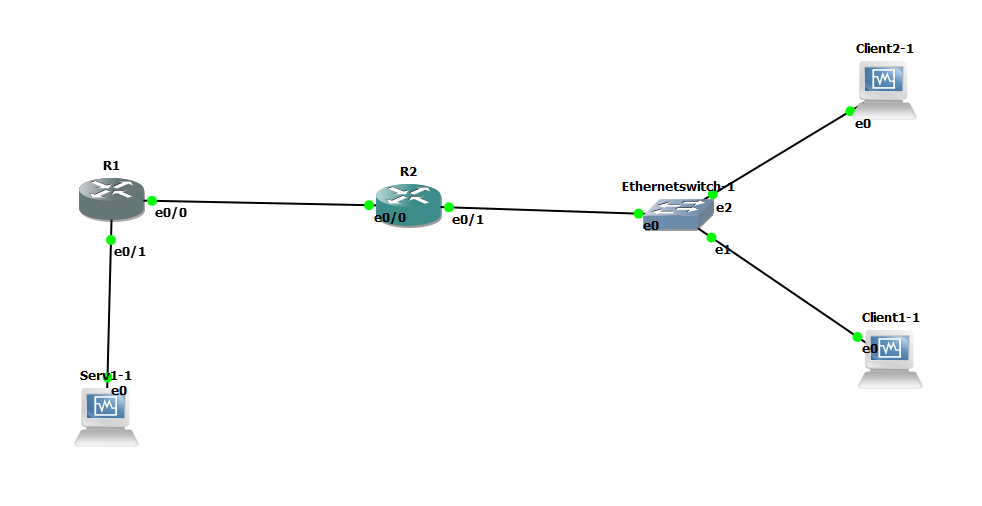 Client2-1
e0
R1
e0/0
e0/1
R2
e0/0
e0/1
Ethernetswitch-1
e0
e2
e1
Client1-1
e0
Serv1-1
e0